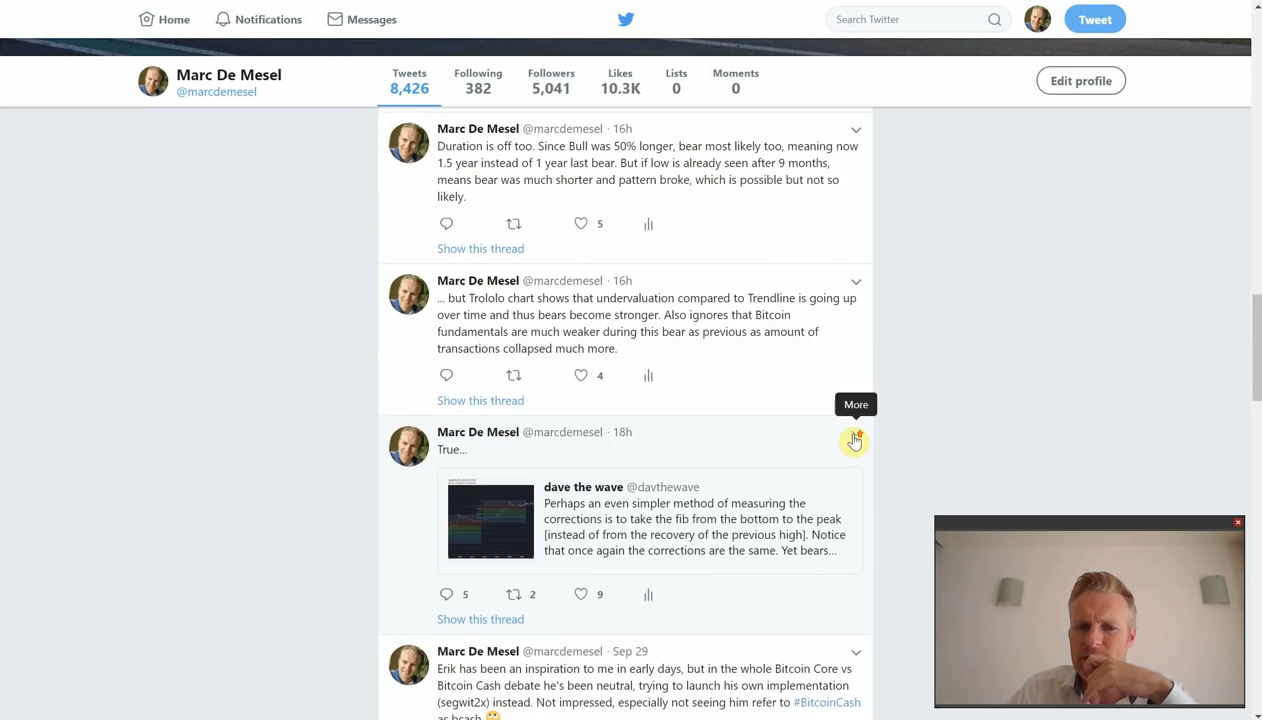 Home Notifications Messages Search Twitter Tweet
Marc De Mesel
@marcdemesel
Tweets Following Followers Likes Lists Moments
8,426 382 5,041 10.3K 0 0
Edit profile
Marc De Mesel @marcdemesel · 16h
Duration is off too. Since Bull was 50% longer, bear most likely too, meaning now
1.5 year instead of 1 year last bear. But if low is already seen after 9 months,
means bear was much shorter and pattern broke, which is possible but not so
likely.
5
Show this thread
Marc De Mesel @marcdemesel · 16h
... but Trololo chart shows that undervaluation compared to Trendline is going up
over time and thus bears become stronger. Also ignores that Bitcoin
fundamentals are much weaker during this bear as previous as amount of
transactions collapsed much more.
4
Show this thread
More
Marc De Mesel @marcdemesel · 18h
True...
dave the wave @davthewave
Perhaps an even simpler method of measuring the
corrections is to take the fib from the bottom to the peak
[instead of from the recovery of the previous high]. Notice
that once again the corrections are the same. Yet bears...
5 2 9
Show this thread
Marc De Mesel @marcdemesel · Sep 29
Erik has been an inspiration to me in early days, but in the whole Bitcoin Core vs
Bitcoin Cash debate he's been neutral, trying to launch his own implementation
(segwit2x) instead. Not impressed, especially not seeing him refer to #BitcoinCash
as bcash